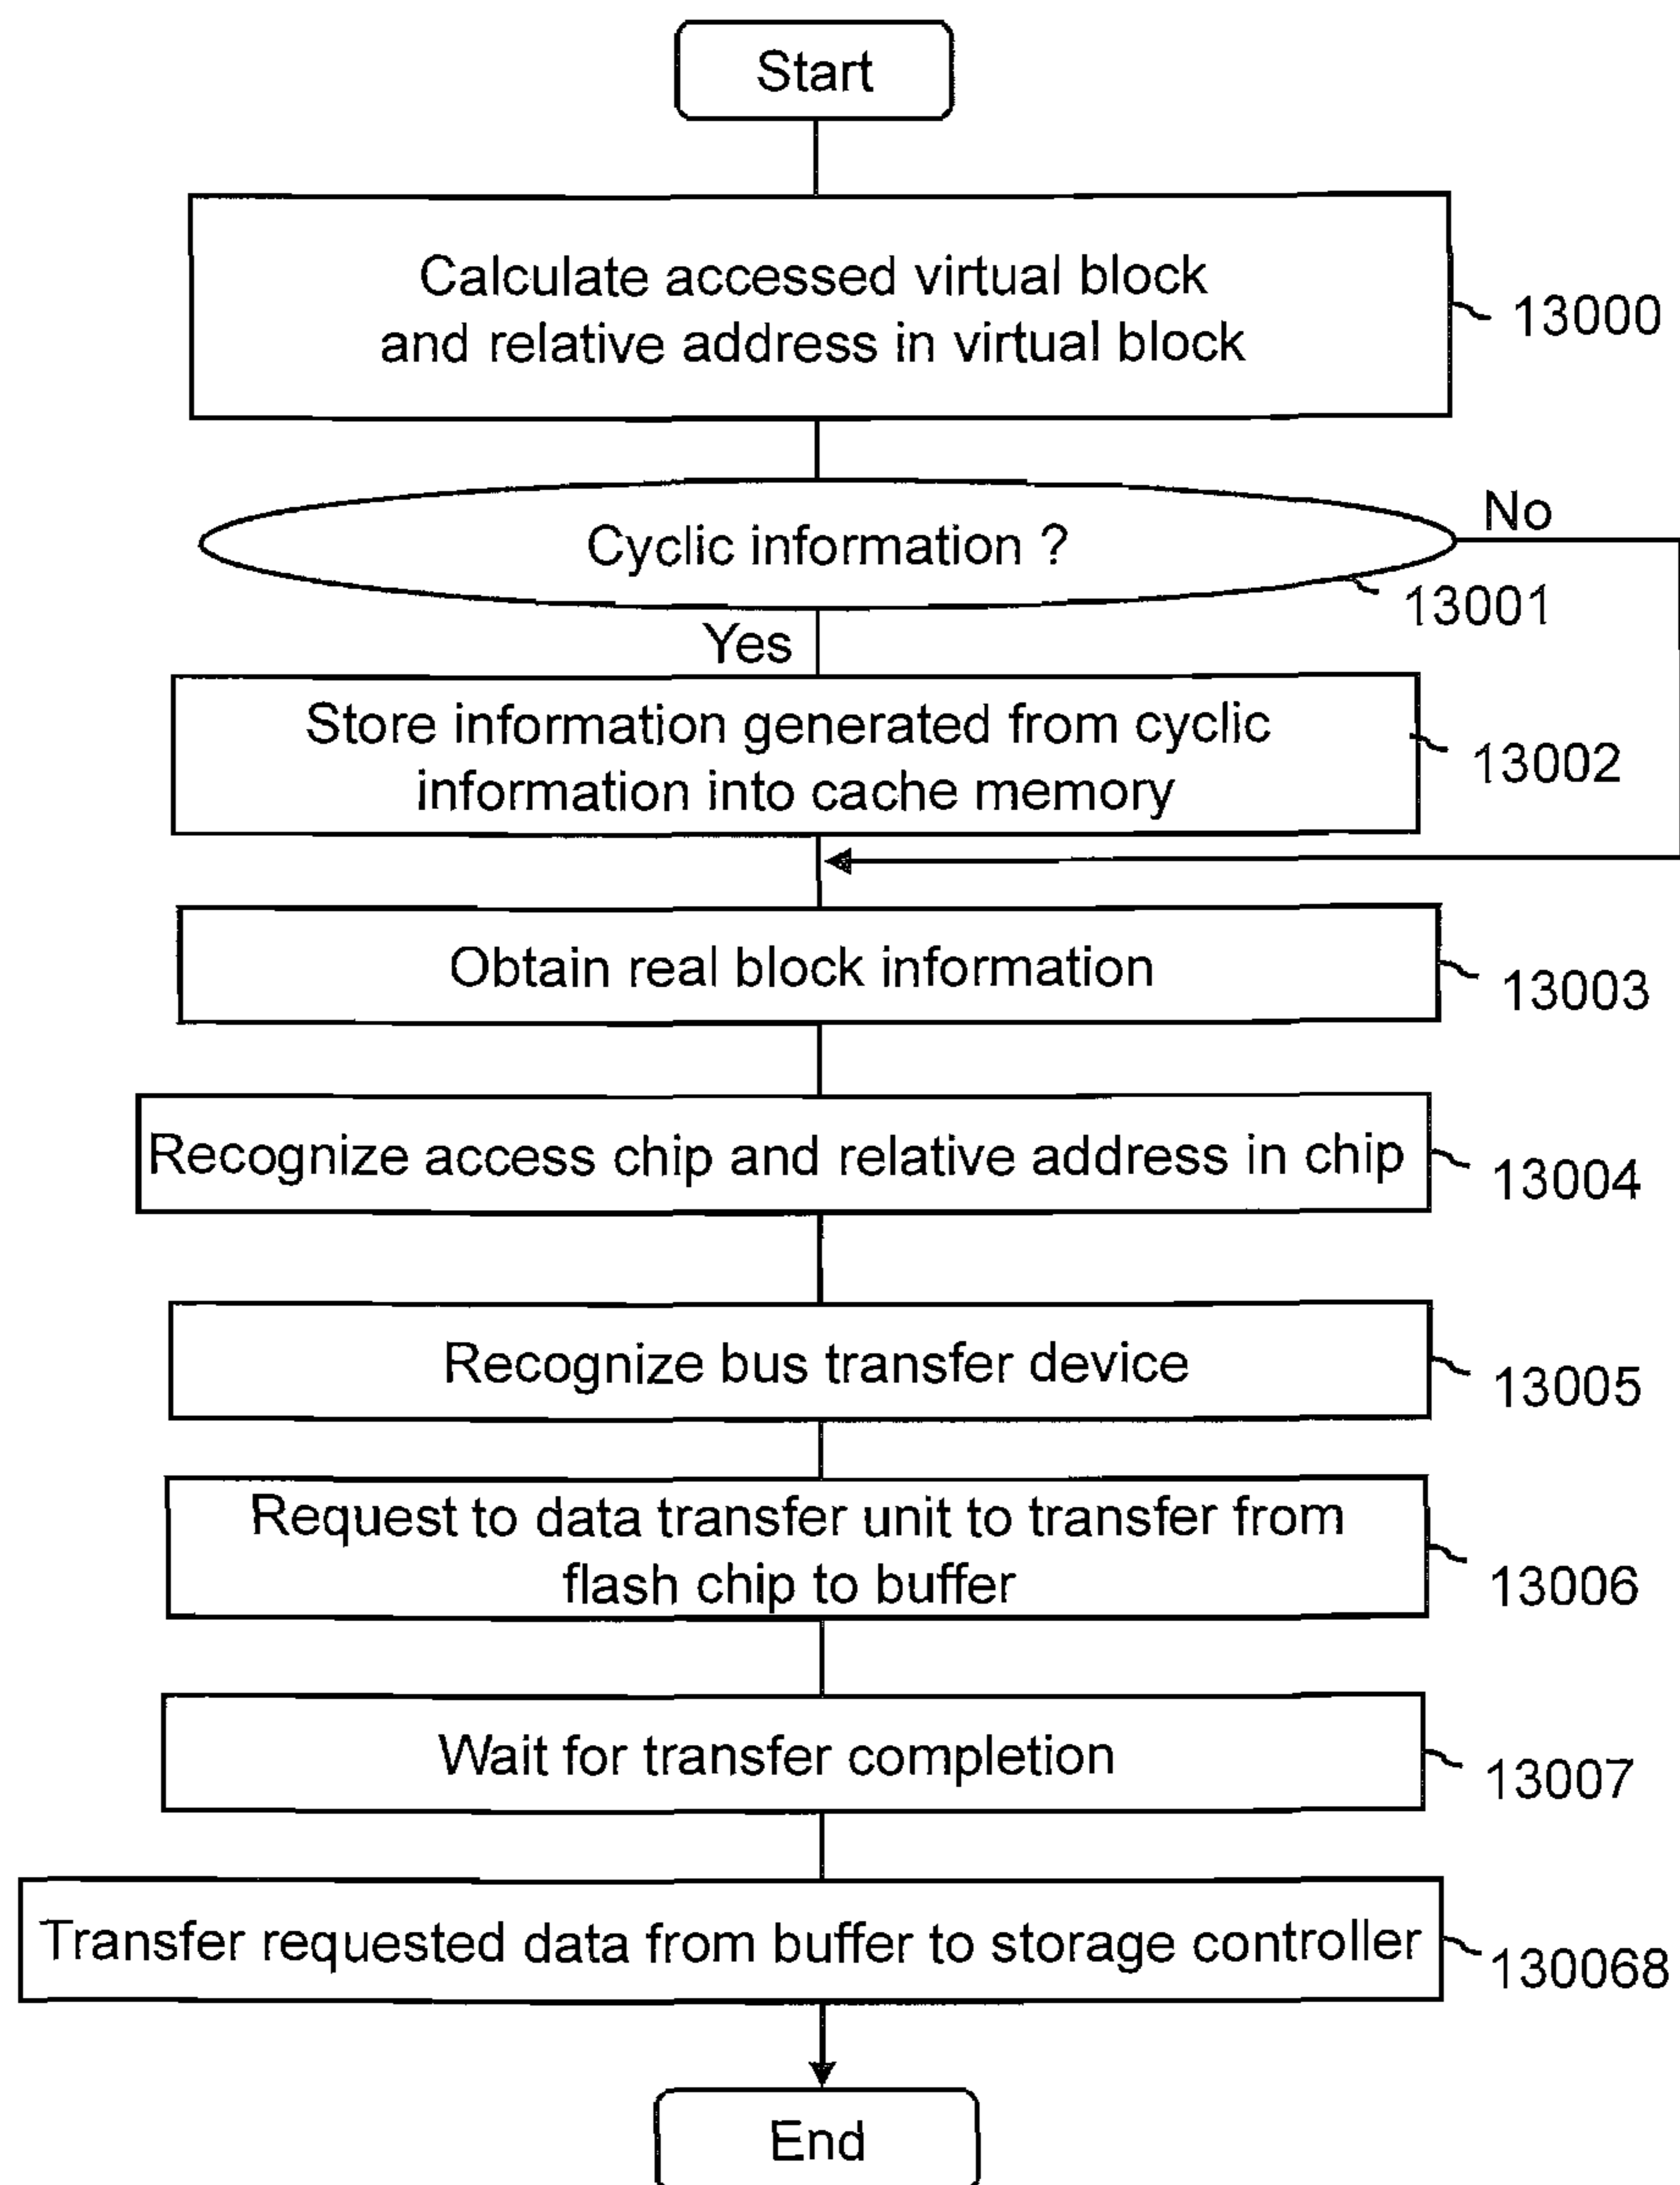 Start
Calculate accessed virtual block
and relative address in virtual block
13000
Cyclic information ?
No
13001
Yes
Store information generated from cyclic
information into cache memory
13002
Obtain real block information
13003
Recognize access chip and relative address in chip
13004
Recognize bus transfer device
13005
Request to data transfer unit to transfer from
flash chip to buffer
13006
Wait for transfer completion
13007
Transfer requested data from buffer to storage controller
130068
End